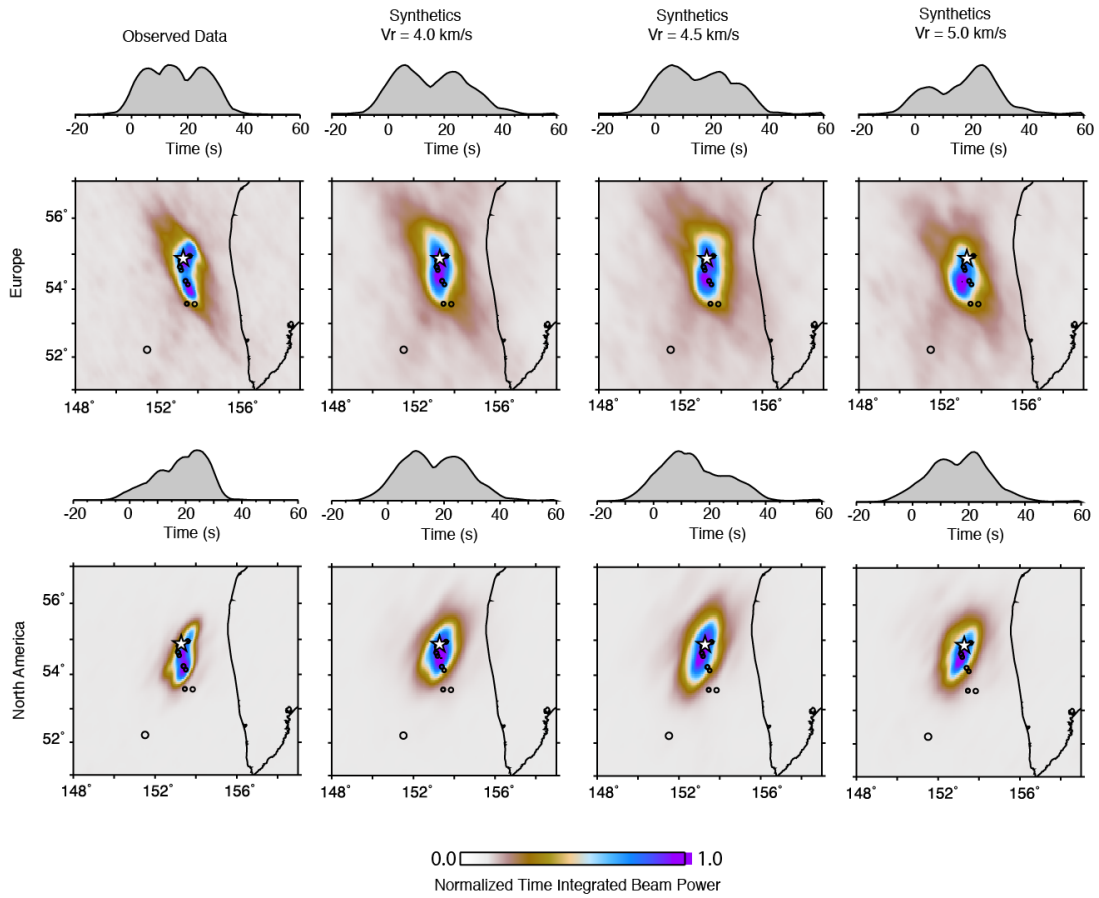 Observed Data
Synthetics
Vr = 4.0 km/s
Synthetics
Vr = 4.5 km/s
Synthetics
Vr = 5.0 km/s
-20 0 20 40 60
Time (s)
-20 0 20 40 60
Time (s)
-20 0 20 40 60
Time (s)
-20 0 20 40 60
Time (s)
Europe
56°
54°
52°
148° 152° 156°
148° 152° 156°
148° 152° 156°
148° 152° 156°
-20 0 20 40 60
Time (s)
-20 0 20 40 60
Time (s)
-20 0 20 40 60
Time (s)
-20 0 20 40 60
Time (s)
North America
56°
54°
52°
148° 152° 156°
148° 152° 156°
148° 152° 156°
148° 152° 156°
0.0 1.0
Normalized Time Integrated Beam Power